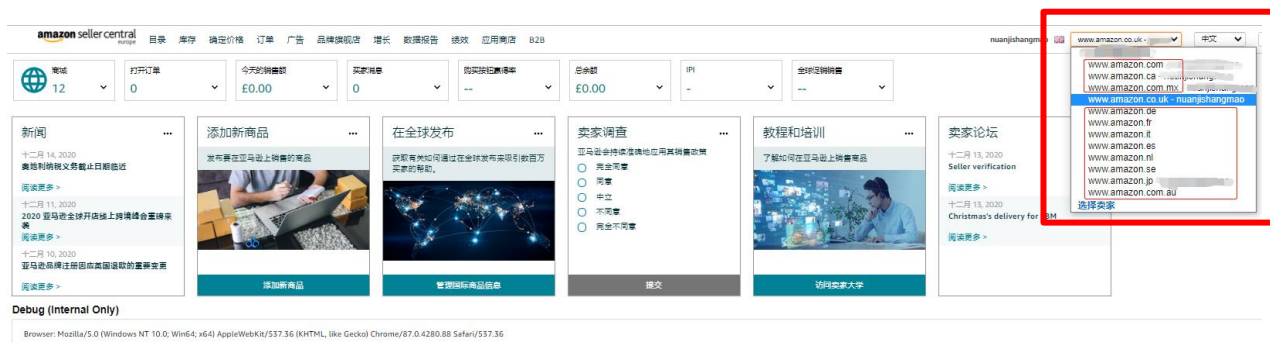 amazon seller central
europe
目录 库存 确定价格 订单 广告 品牌旗舰店 增长 数据报告 绩效 应用商店 B2B
nuanjishangmao www.amazon.co.uk - 中文
商城
12
打开订单
0
今天的销售额
£0.00
买家消息
0
购买按钮赢得率
--
总余额
£0.00
IPI
-
全球促销销售
--
www.amazon.com
www.amazon.ca - nuanjishang
www.amazon.com.mx
www.amazon.co.uk - nuanjishangmao
www.amazon.de
www.amazon.fr
www.amazon.it
www.amazon.es
www.amazon.nl
www.amazon.se
www.amazon.jp
www.amazon.com.au
选择卖家
新闻 ...
十二月 14, 2020
奥地利纳税义务截止日期临近
阅读更多 >
十二月 11, 2020
2020 亚马逊全球开店线上跨境峰会重磅来
袭
阅读更多 >
十二月 10, 2020
亚马逊品牌注册因应英国退欧的重要变更
阅读更多 >
添加新商品 ...
发布要在亚马逊上销售的商品
添加新商品
在全球发布 ...
获取有关如何通过在全球发布来吸引数百万
买家的帮助。
管理国际商品信息
卖家调查 ...
亚马逊会持续准确地应用其销售政策
完全同意
同意
中立
不同意
完全不同意
提交
教程和培训 ...
了解如何在亚马逊上销售商品
访问卖家大学
卖家论坛
十二月 13, 2020
Seller verification
阅读更多 >
十二月 13, 2020
Christmas's delivery for FBM
阅读更多 >
Debug (Internal Only)
Browser: Mozilla/5.0 (Windows NT 10.0; Win64; x64) AppleWebKit/537.36 (KHTML, like Gecko) Chrome/87.0.4280.88 Safari/537.36